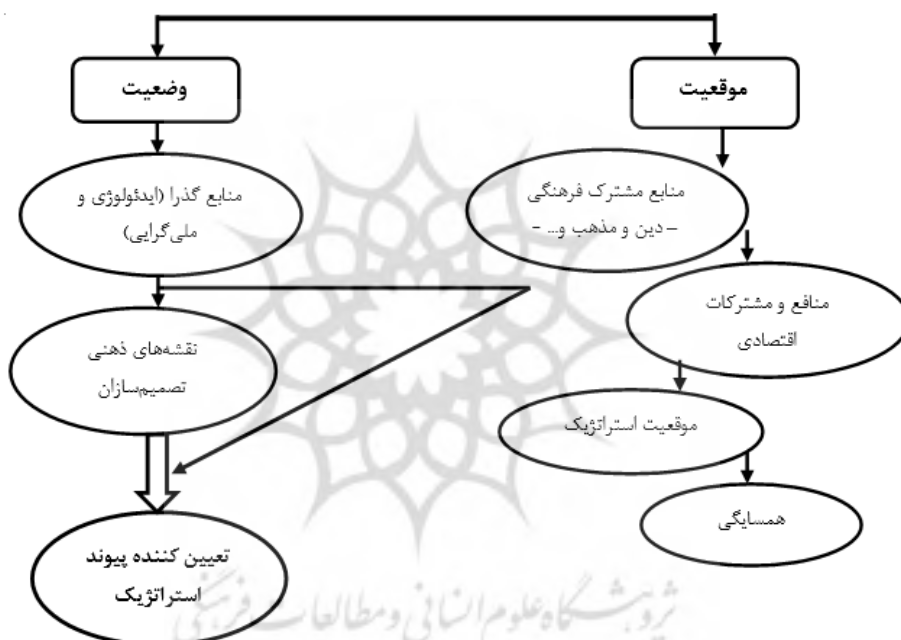 موقعیت
وضعیت
منابع مشترک فرهنگی
– دین و مذهب و... -
منافع و مشترکات
اقتصادی
موقعیت استراتژیک
همسایگی
منابع گذرا (ایدئولوژی و
ملی‌گرایی)
نقشه‌های ذهنی
تصمیم‌سازان
تعیین کننده پیوند
استراتژیک
پژوهشگاه علوم انسانی و مطالعات فرهنگی